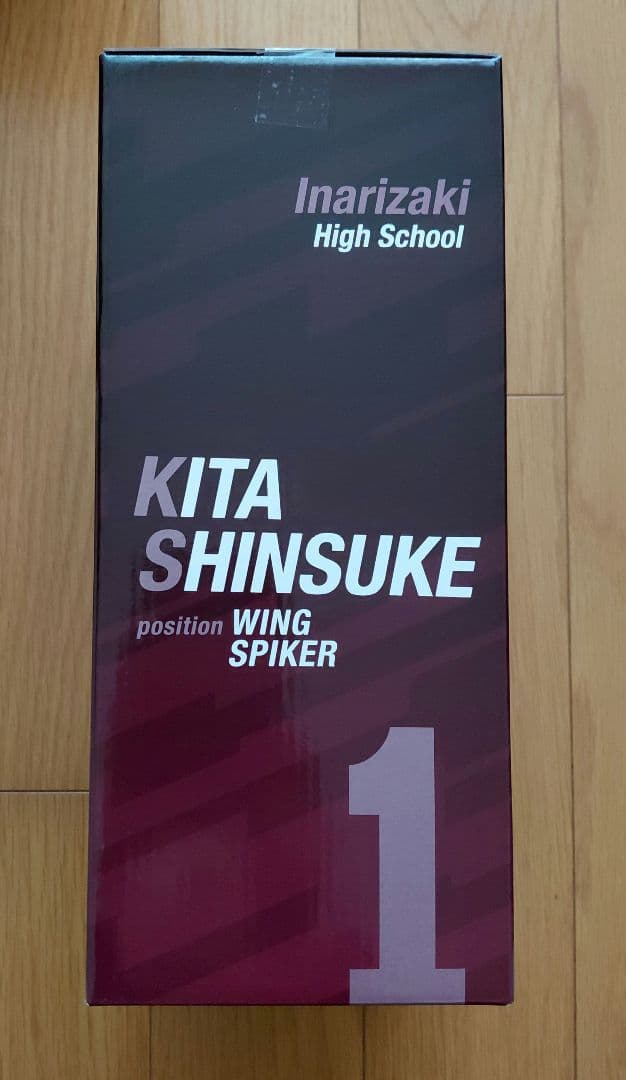 Inarizaki
High School
KITA
SHINSUKE
position WING
SPIKER
1